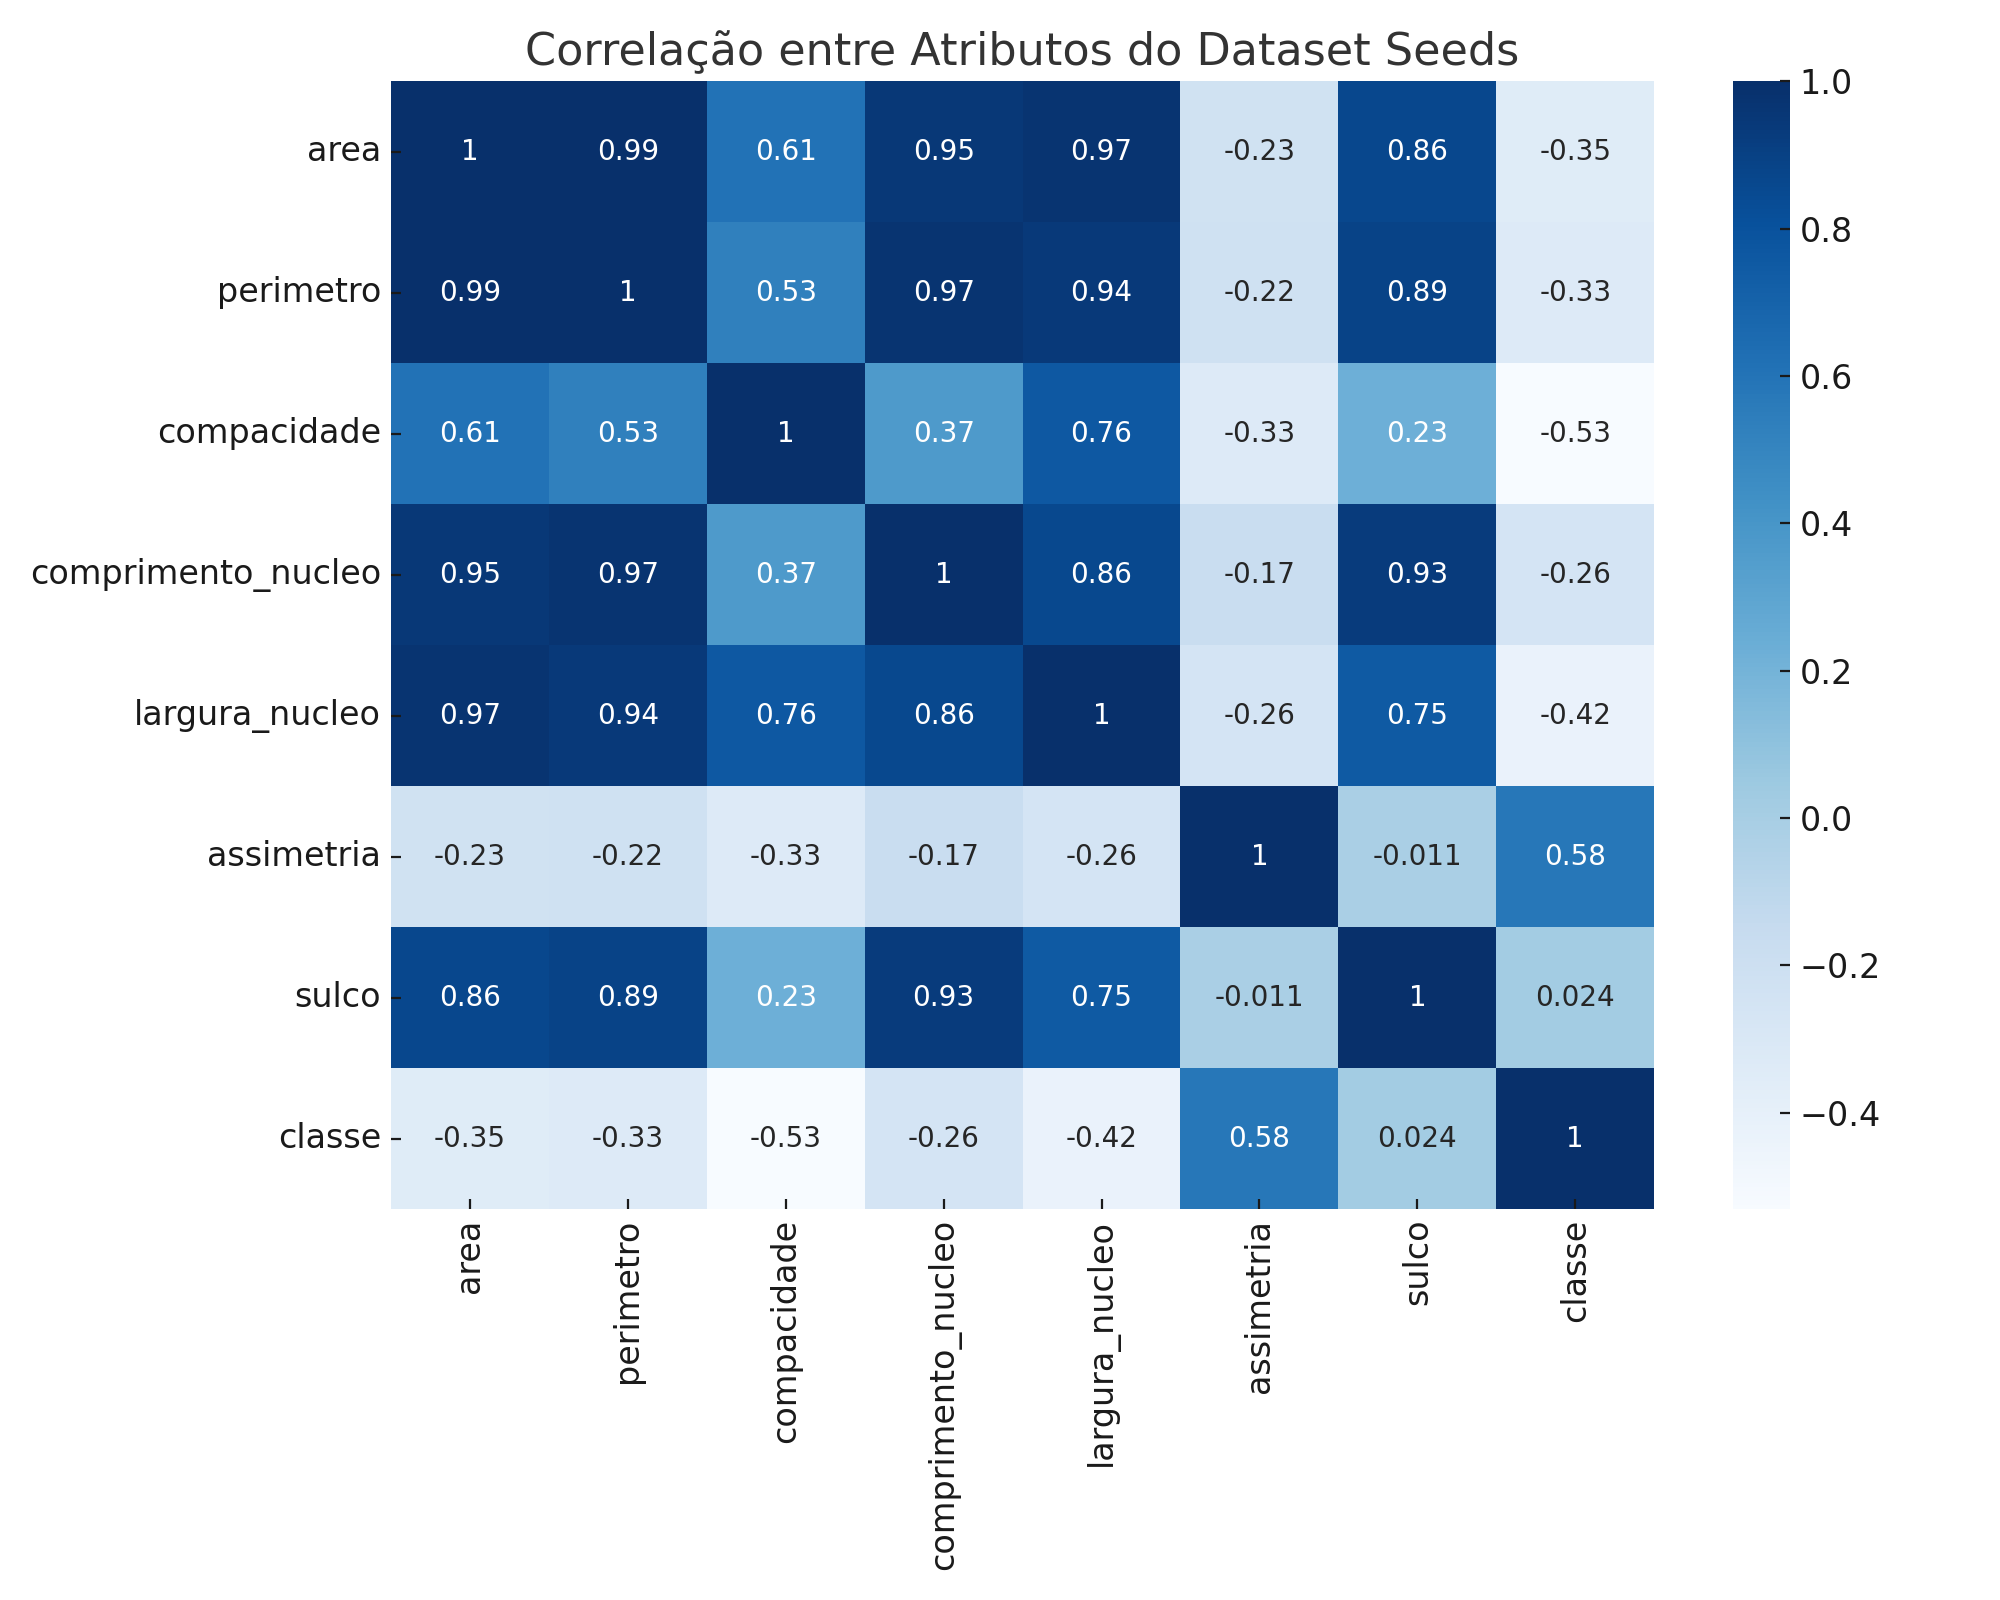 Correlação entre Atributos do Dataset Seeds
area 1 0.99 0.61 0.95 0.97 -0.23 0.86 -0.35
perimetro 0.99 1 0.53 0.97 0.94 -0.22 0.89 -0.33
compacidade 0.61 0.53 1 0.37 0.76 -0.33 0.23 -0.53
comprimento_nucleo 0.95 0.97 0.37 1 0.86 -0.17 0.93 -0.26
largura_nucleo 0.97 0.94 0.76 0.86 1 -0.26 0.75 -0.42
assimetria -0.23 -0.22 -0.33 -0.17 -0.26 1 -0.011 0.58
sulco 0.86 0.89 0.23 0.93 0.75 -0.011 1 0.024
classe -0.35 -0.33 -0.53 -0.26 -0.42 0.58 0.024 1
area
perimetro
compacidade
comprimento_nucleo
largura_nucleo
assimetria
sulco
classe
1.0
0.8
0.6
0.4
0.2
0.0
−0.2
−0.4